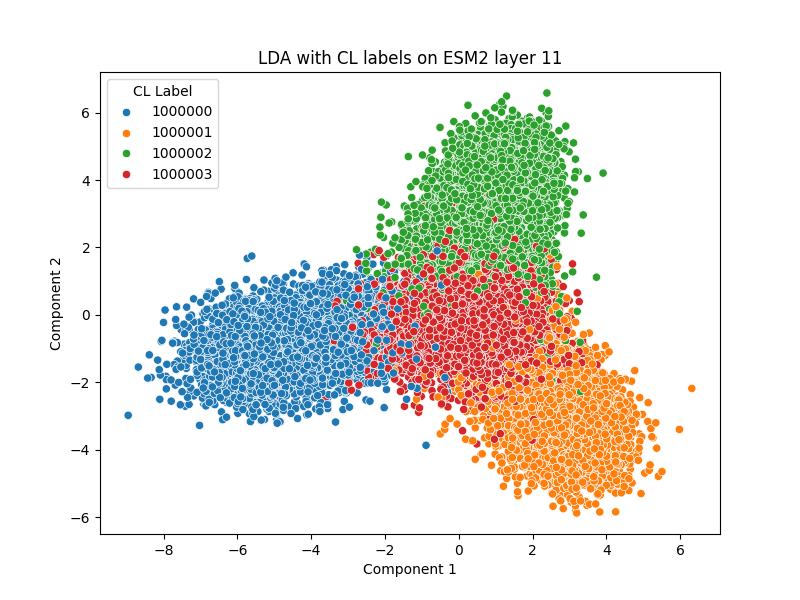 LDA with CL labels on ESM2 layer 11
CL Label
1000000
1000001
1000002
1000003
6
4
2
0
−2
−4
−6
Component 2
−8 −6 −4 −2 0 2 4 6
Component 1